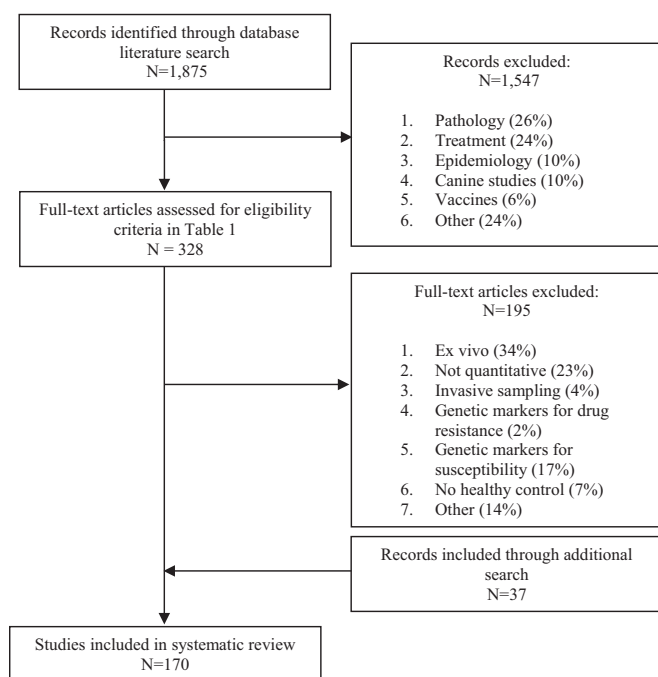 Records identified through database
literature search
N=1,875
Records excluded:
N=1,547
1. Pathology (26%)
2. Treatment (24%)
3. Epidemiology (10%)
4. Canine studies (10%)
5. Vaccines (6%)
6. Other (24%)
Full-text articles assessed for eligibility
criteria in Table 1
N = 328
Full-text articles excluded:
N=195
1. Ex vivo (34%)
2. Not quantitative (23%)
3. Invasive sampling (4%)
4. Genetic markers for drug
resistance (2%)
5. Genetic markers for
susceptibility (17%)
6. No healthy control (7%)
7. Other (14%)
Records included through additional
search
N=37
Studies included in systematic review
N=170